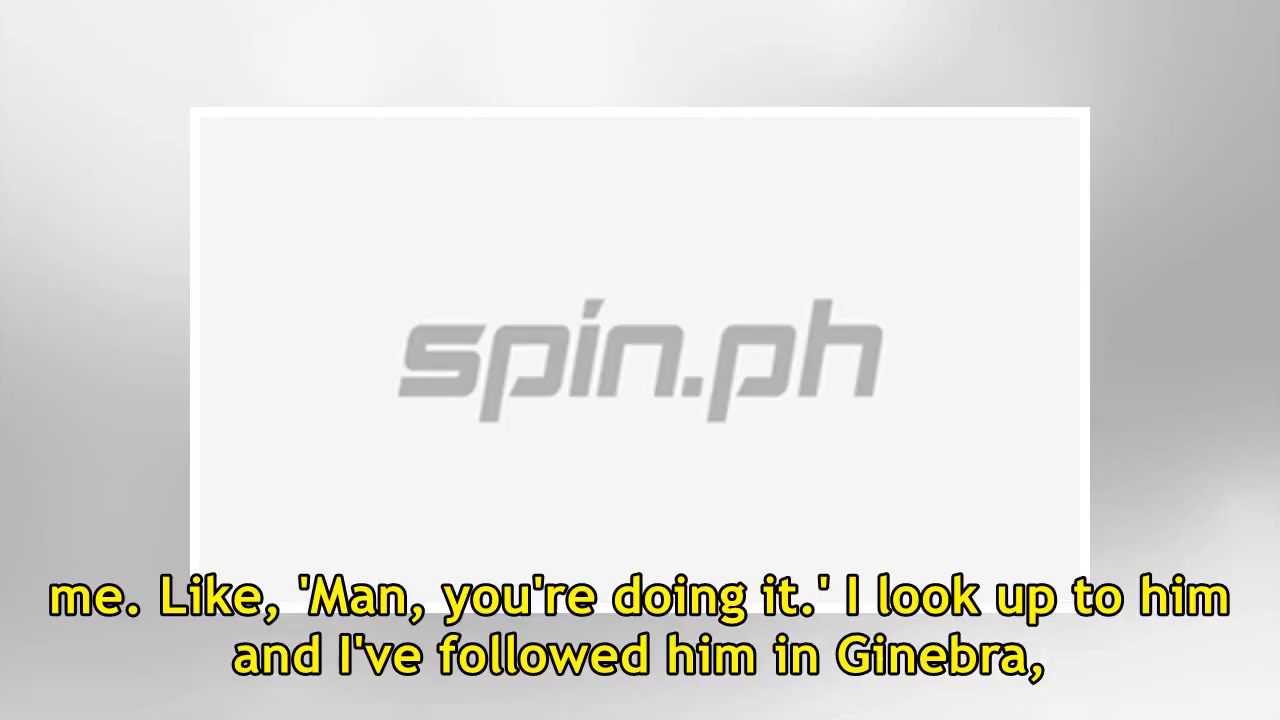 spin.ph
me. Like, 'Man, you're doing it.' I look up to him
and I've followed him in Ginebra,